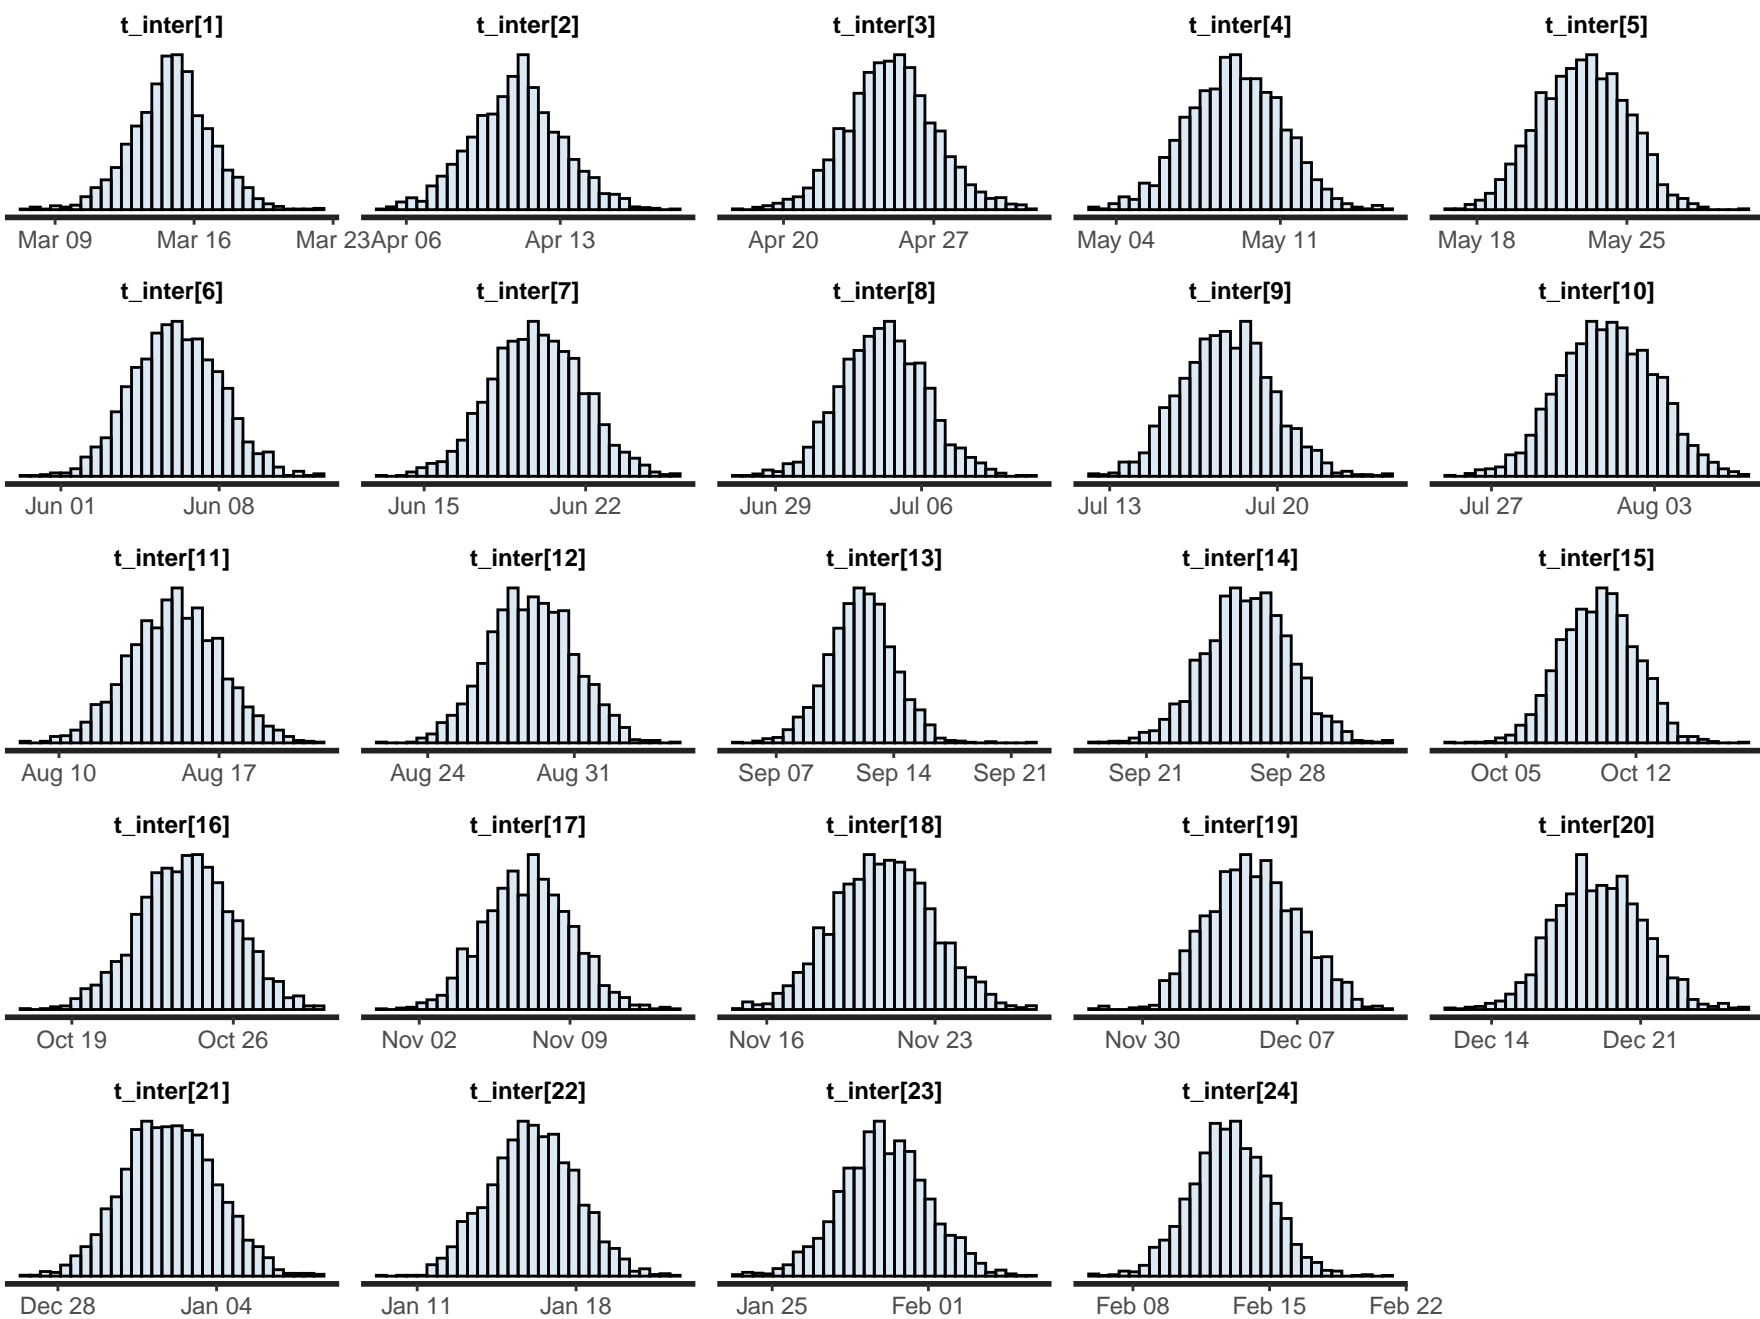 t_inter[1] t_inter[2] t_inter[3] t_inter[4] t_inter[5]
Mar 09 Mar 16 Mar 23 Apr 06 Apr 13 Apr 20 Apr 27 May 04 May 11 May 18 May 25
t_inter[6] t_inter[7] t_inter[8] t_inter[9] t_inter[10]
Jun 01 Jun 08 Jun 15 Jun 22 Jun 29 Jul 06 Jul 13 Jul 20 Jul 27 Aug 03
t_inter[11] t_inter[12] t_inter[13] t_inter[14] t_inter[15]
Aug 10 Aug 17 Aug 24 Aug 31 Sep 07 Sep 14 Sep 21 Sep 21 Sep 28 Oct 05 Oct 12
t_inter[16] t_inter[17] t_inter[18] t_inter[19] t_inter[20]
Oct 19 Oct 26 Nov 02 Nov 09 Nov 16 Nov 23 Nov 30 Dec 07 Dec 14 Dec 21
t_inter[21] t_inter[22] t_inter[23] t_inter[24]
Dec 28 Jan 04 Jan 11 Jan 18 Jan 25 Feb 01 Feb 08 Feb 15 Feb 22